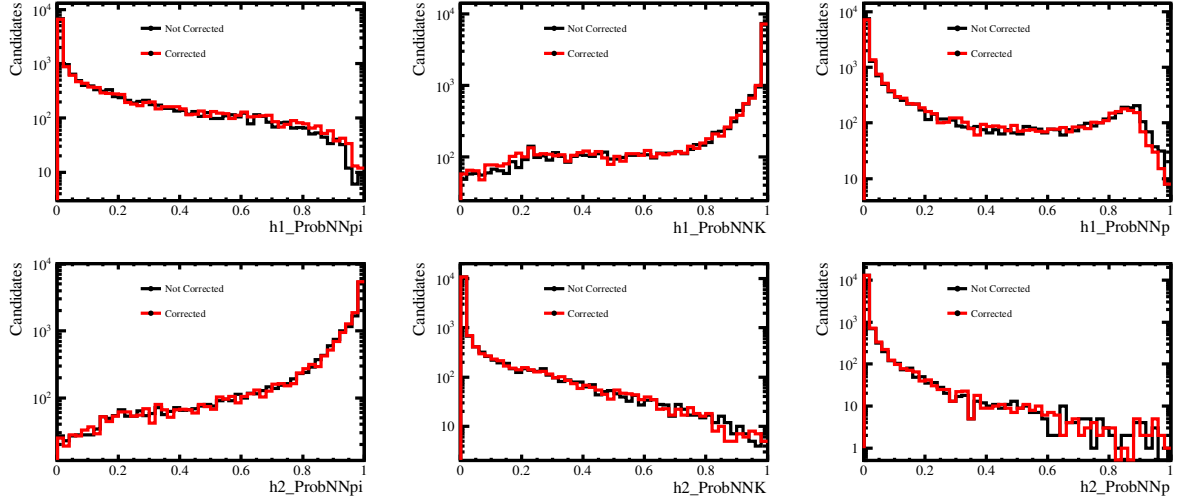 Candidates
10⁴
10³
10²
10
Not Corrected
Corrected
0 0.2 0.4 0.6 0.8 1
h1_ProbNNpi
Candidates
10⁴
10³
10²
Not Corrected
Corrected
0 0.2 0.4 0.6 0.8 1
h1_ProbNNK
Candidates
10⁴
10³
10²
10
Not Corrected
Corrected
0 0.2 0.4 0.6 0.8 1
h1_ProbNNp
Candidates
10⁴
10³
10²
Not Corrected
Corrected
0 0.2 0.4 0.6 0.8 1
h2_ProbNNpi
Candidates
10⁴
10³
10²
10
Not Corrected
Corrected
0 0.2 0.4 0.6 0.8 1
h2_ProbNNK
Candidates
10⁴
10³
10²
10
1
Not Corrected
Corrected
0 0.2 0.4 0.6 0.8 1
h2_ProbNNp